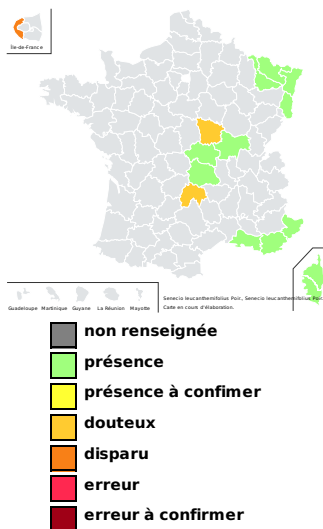 Île-de-France
Guadeloupe Martinique Guyane La Réunion Mayotte
Senecio leucanthemifolius Poir., Senecio leucanthemifolius Poir
Carte en cours d'élaboration.
non renseignée
présence
présence à confimer
douteux
disparu
erreur
erreur à confirmer